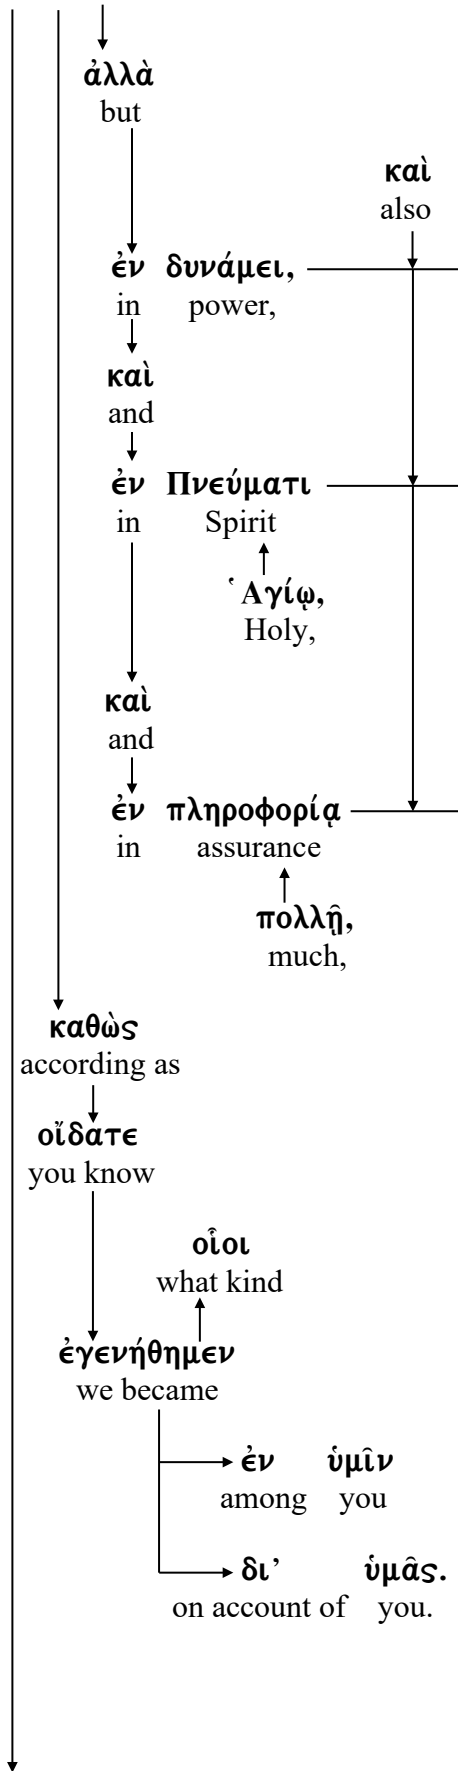 ἀλλὰ
but
καὶ
also
ἐν δυνάμει,
in power,
καὶ
and
ἐν Πνεύματι
in Spirit
Ἁγίῳ,
Holy,
καὶ
and
ἐν πληροφορίᾳ
in assurance
πολλῇ,
much,
καθὼς
according as
οἴδατε
you know
οἷοι
what kind
ἐγενήθημεν
we became
ἐν ὑμῖν
among you
δι’ ὑμᾶς.
on account of you.